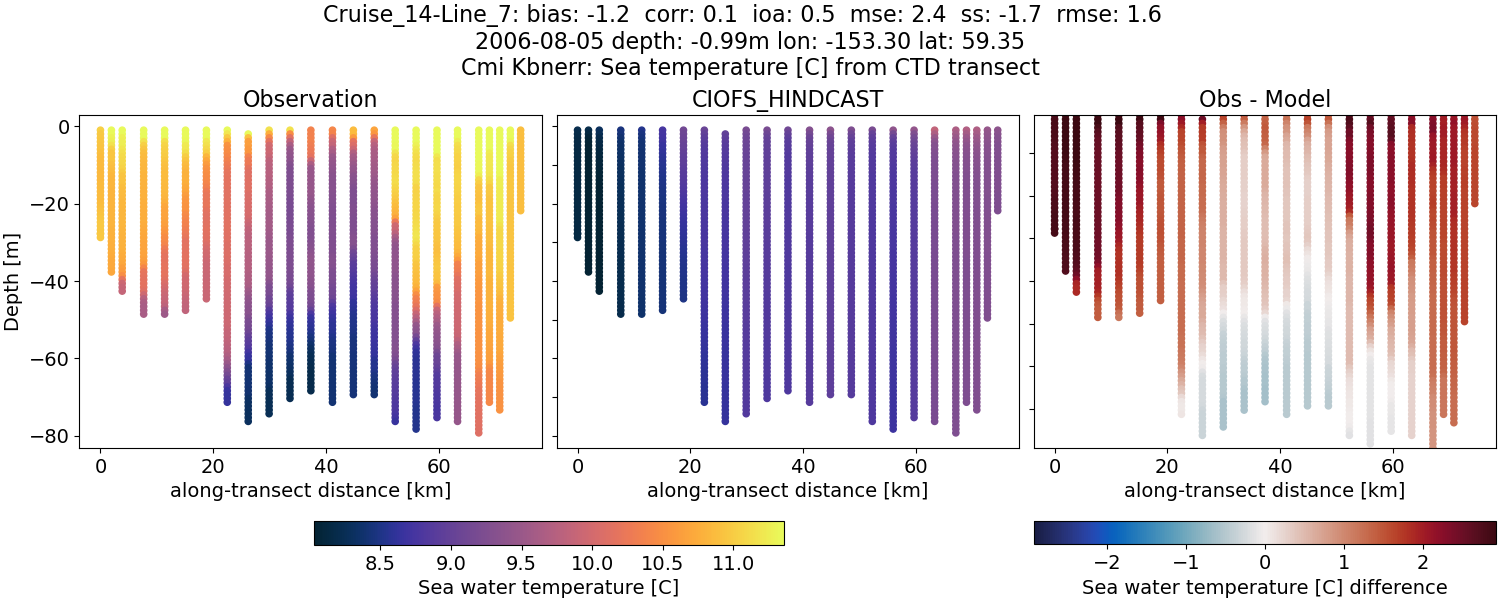 Cruise_14-Line_7: bias: -1.2  corr: 0.1  ioa: 0.5  mse: 2.4  ss: -1.7  rmse: 1.6
2006-08-05 depth: -0.99m lon: -153.30 lat: 59.35
Cmi Kbnerr: Sea temperature [C] from CTD transect
Observation CIOFS_HINDCAST Obs - Model
Depth [m]
0
−20
−40
−60
−80
0 20 40 60 0 20 40 60 0 20 40 60
along-transect distance [km] along-transect distance [km] along-transect distance [km]
8.5 9.0 9.5 10.0 10.5 11.0 −2 −1 0 1 2
Sea water temperature [C] Sea water temperature [C] difference